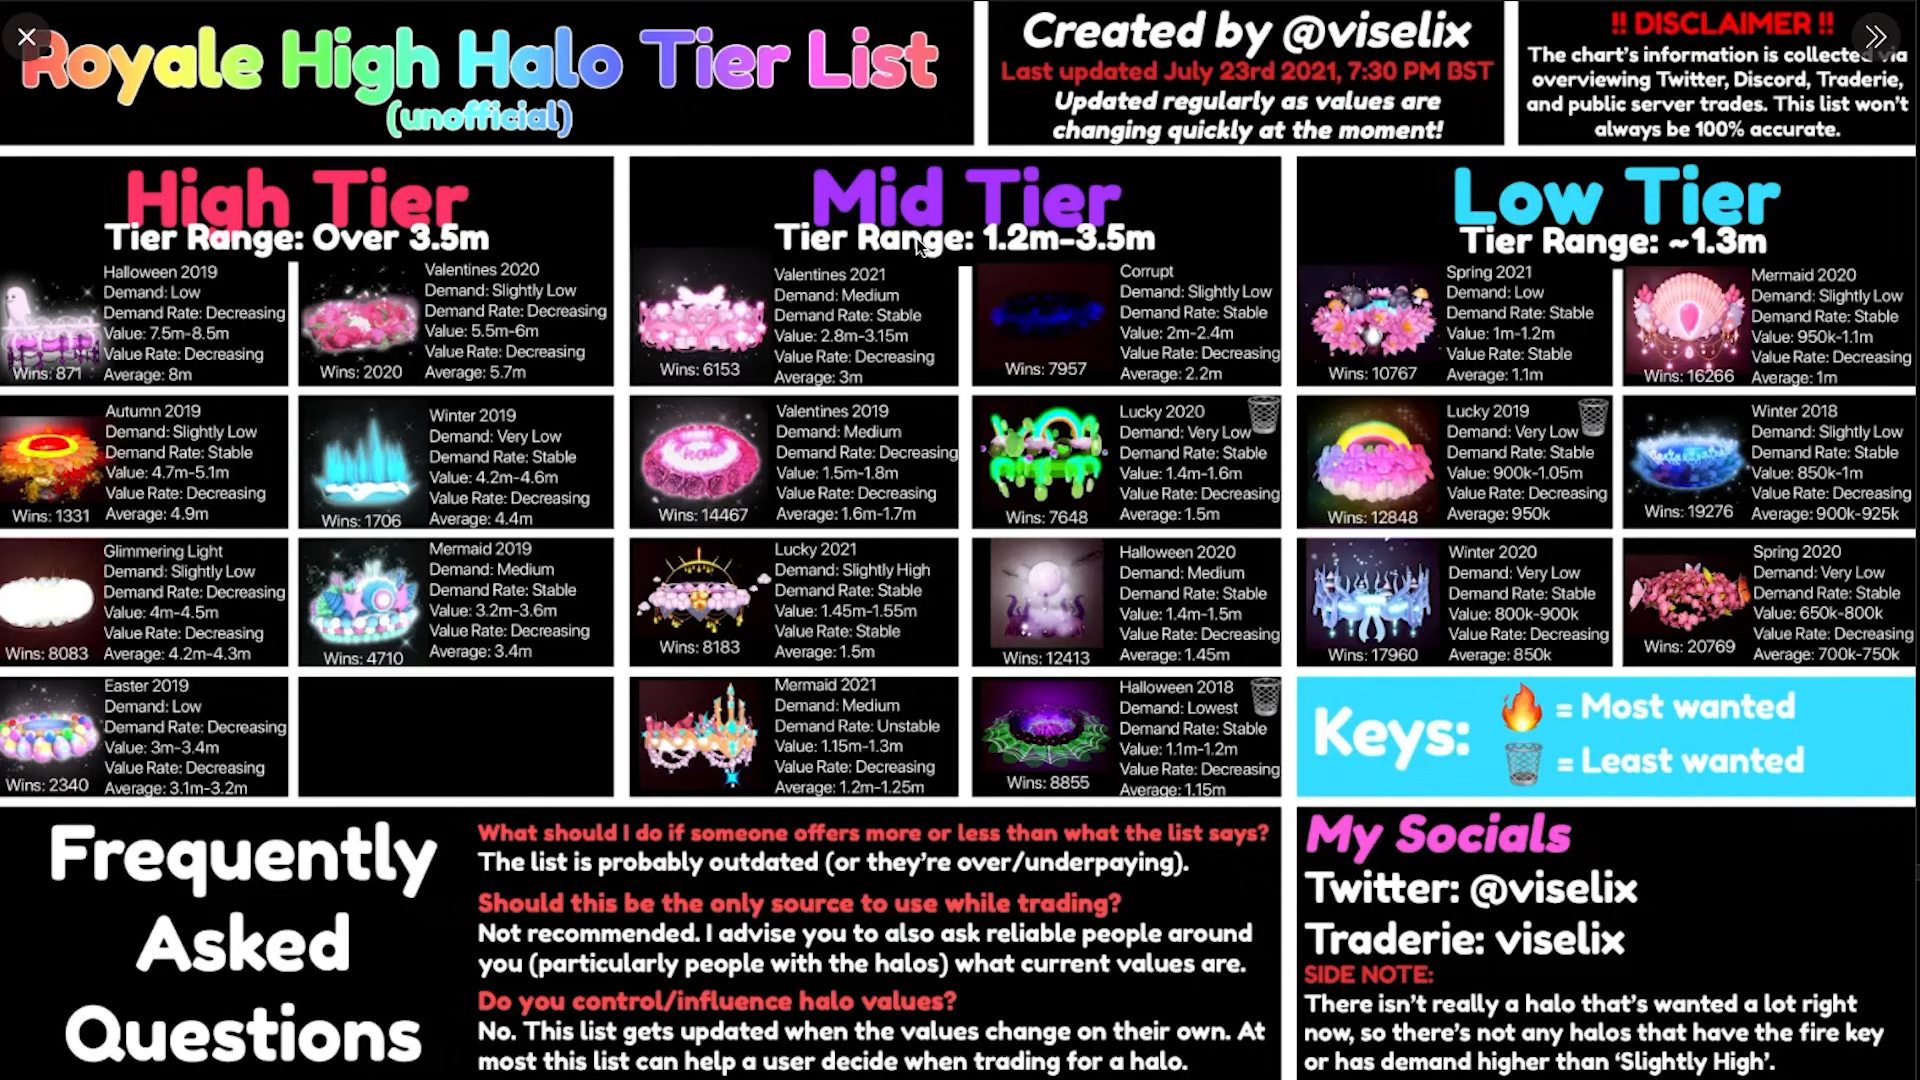 Royale High Halo Tier List
(unofficial)
Created by @viselix
Last updated July 23rd 2021, 7:30 PM BST
Updated regularly as values are
changing quickly at the moment!
!! DISCLAIMER !!
The chart's information is collected via
overviewing Twitter, Discord, Traderie,
and public server trades. This list won't
always be 100% accurate.
High Tier
Tier Range: Over 3.5m
Halloween 2019
Demand: Low
Demand Rate: Decreasing
Value: 7.5m-8.5m
Value Rate: Decreasing
Average: 8m
Wins: 871
Valentines 2020
Demand: Slightly Low
Demand Rate: Decreasing
Value: 5.5m-6m
Value Rate: Decreasing
Average: 5.7m
Wins: 2020
Autumn 2019
Demand: Slightly Low
Demand Rate: Stable
Value: 4.7m-5.1m
Value Rate: Decreasing
Average: 4.9m
Wins: 1331
Winter 2019
Demand: Very Low
Demand Rate: Stable
Value: 4.2m-4.6m
Value Rate: Decreasing
Average: 4.4m
Wins: 1706
Glimmering Light
Demand: Slightly Low
Demand Rate: Decreasing
Value: 4m-4.5m
Value Rate: Decreasing
Average: 4.2m-4.3m
Wins: 8083
Mermaid 2019
Demand: Medium
Demand Rate: Stable
Value: 3.2m-3.6m
Value Rate: Decreasing
Average: 3.4m
Wins: 4710
Easter 2019
Demand: Low
Demand Rate: Decreasing
Value: 3m-3.4m
Value Rate: Decreasing
Average: 3.1m-3.2m
Wins: 2340
Mid Tier
Tier Range: 1.2m-3.5m
Valentines 2021
Demand: Medium
Demand Rate: Stable
Value: 2.8m-3.15m
Value Rate: Decreasing
Average: 3m
Wins: 6153
Corrupt
Demand: Slightly Low
Demand Rate: Stable
Value: 2m-2.4m
Value Rate: Decreasing
Average: 2.2m
Wins: 7957
Valentines 2019
Demand: Medium
Demand Rate: Decreasing
Value: 1.5m-1.8m
Value Rate: Decreasing
Average: 1.6m-1.7m
Wins: 14467
Lucky 2020
Demand: Very Low
Demand Rate: Stable
Value: 1.4m-1.6m
Value Rate: Decreasing
Average: 1.5m
Wins: 7648
Lucky 2021
Demand: Slightly High
Demand Rate: Stable
Value: 1.45m-1.55m
Value Rate: Stable
Average: 1.5m
Wins: 8183
Halloween 2020
Demand: Medium
Demand Rate: Stable
Value: 1.4m-1.5m
Value Rate: Decreasing
Average: 1.45m
Wins: 12413
Mermaid 2021
Demand: Medium
Demand Rate: Unstable
Value: 1.15m-1.3m
Value Rate: Decreasing
Average: 1.2m-1.25m
Halloween 2018
Demand: Lowest
Demand Rate: Stable
Value: 1.1m-1.2m
Value Rate: Decreasing
Average: 1.15m
Wins: 8855
Low Tier
Tier Range: ~1.3m
Spring 2021
Demand: Low
Demand Rate: Stable
Value: 1m-1.2m
Value Rate: Stable
Average: 1.1m
Wins: 10767
Mermaid 2020
Demand: Slightly Low
Demand Rate: Stable
Value: 950k-1.1m
Value Rate: Decreasing
Average: 1m
Wins: 16266
Lucky 2019
Demand: Very Low
Demand Rate: Stable
Value: 900k-1.05m
Value Rate: Decreasing
Average: 950k
Wins: 12848
Winter 2018
Demand: Slightly Low
Demand Rate: Stable
Value: 850k-1m
Value Rate: Decreasing
Average: 900k-925k
Wins: 19276
Winter 2020
Demand: Very Low
Demand Rate: Stable
Value: 800k-900k
Value Rate: Decreasing
Average: 850k
Wins: 17960
Spring 2020
Demand: Very Low
Demand Rate: Stable
Value: 650k-800k
Value Rate: Decreasing
Average: 700k-750k
Wins: 20769
Keys:
= Most wanted
= Least wanted
Frequently
Asked
Questions
What should I do if someone offers more or less than what the list says?
The list is probably outdated (or they're over/underpaying).
Should this be the only source to use while trading?
Not recommended. I advise you to also ask reliable people around
you (particularly people with the halos) what current values are.
Do you control/influence halo values?
No. This list gets updated when the values change on their own. At
most this list can help a user decide when trading for a halo.
My Socials
Twitter: @viselix
Traderie: viselix
SIDE NOTE:
There isn't really a halo that's wanted a lot right
now, so there's not any halos that have the fire key
or has demand higher than 'Slightly High'.